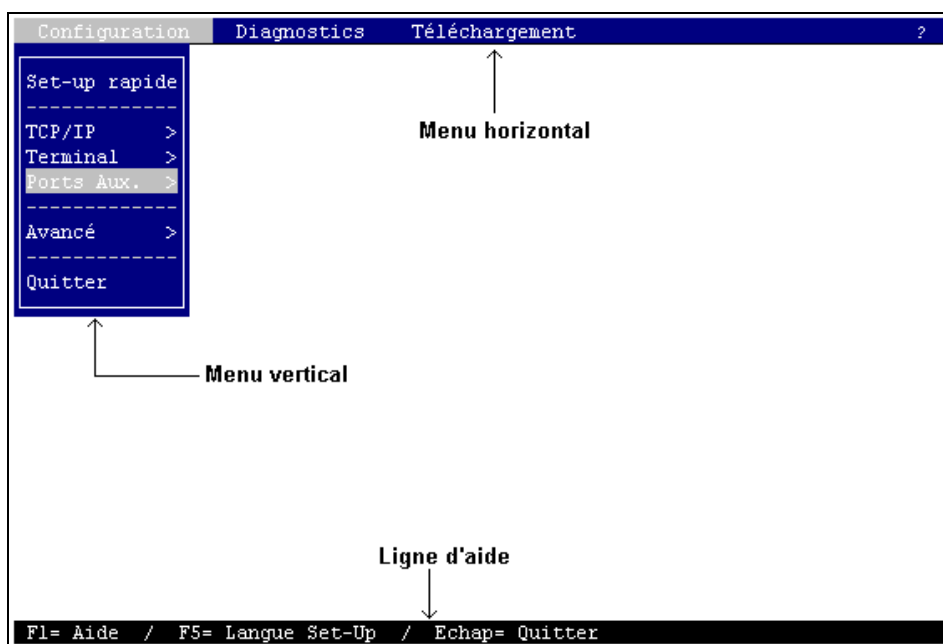 Configuration Diagnostics Téléchargement ?
Set-up rapide
-------------
TCP/IP >
Terminal >
Ports Aux. >
-------------
Avancé >
-------------
Quitter
Menu horizontal
Menu vertical
Ligne d'aide
F1= Aide / F5= Langue Set-Up / Echap= Quitter